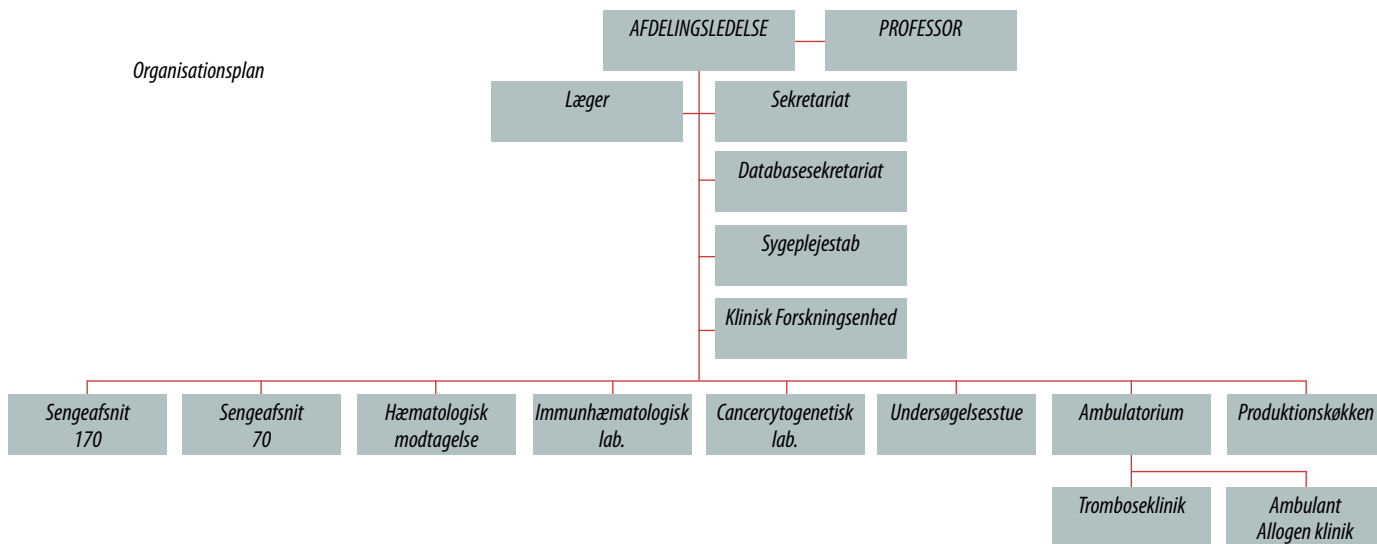 AFDELINGSLEDELSE
PROFESSOR
Organisationsplan
Læger
Sekretariat
Databasesekretariat
Sygeplejestab
Klinisk Forskningsenhed
Sengeafsnit
170
Sengeafsnit
70
Hæmatologisk
modtagelse
Immunhæmatologisk
lab.
Cancercytogenetisk
lab.
Undersøgelsesstue
Ambulatorium
Produktionskøkken
Tromboseklinik
Ambulant
Allogen klinik